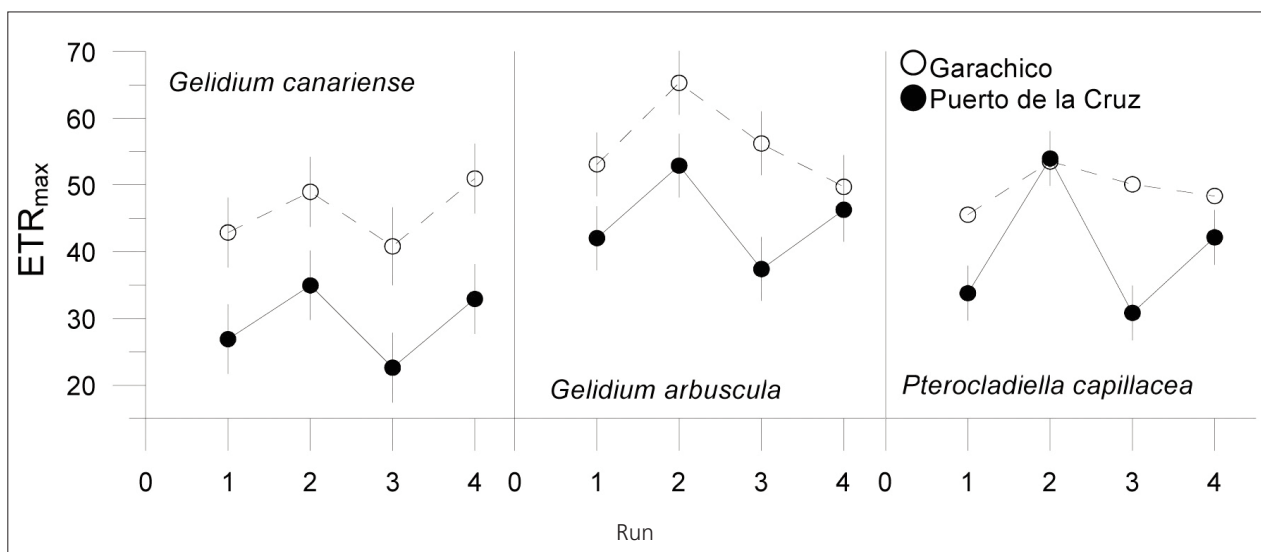 70
60
50
40
30
20
ETRmax
Gelidium canariense
Gelidium arbuscula
Garachico
Puerto de la Cruz
Pterocladiella capillacea
0 1 2 3 4 0 1 2 3 4 0 1 2 3 4
Run